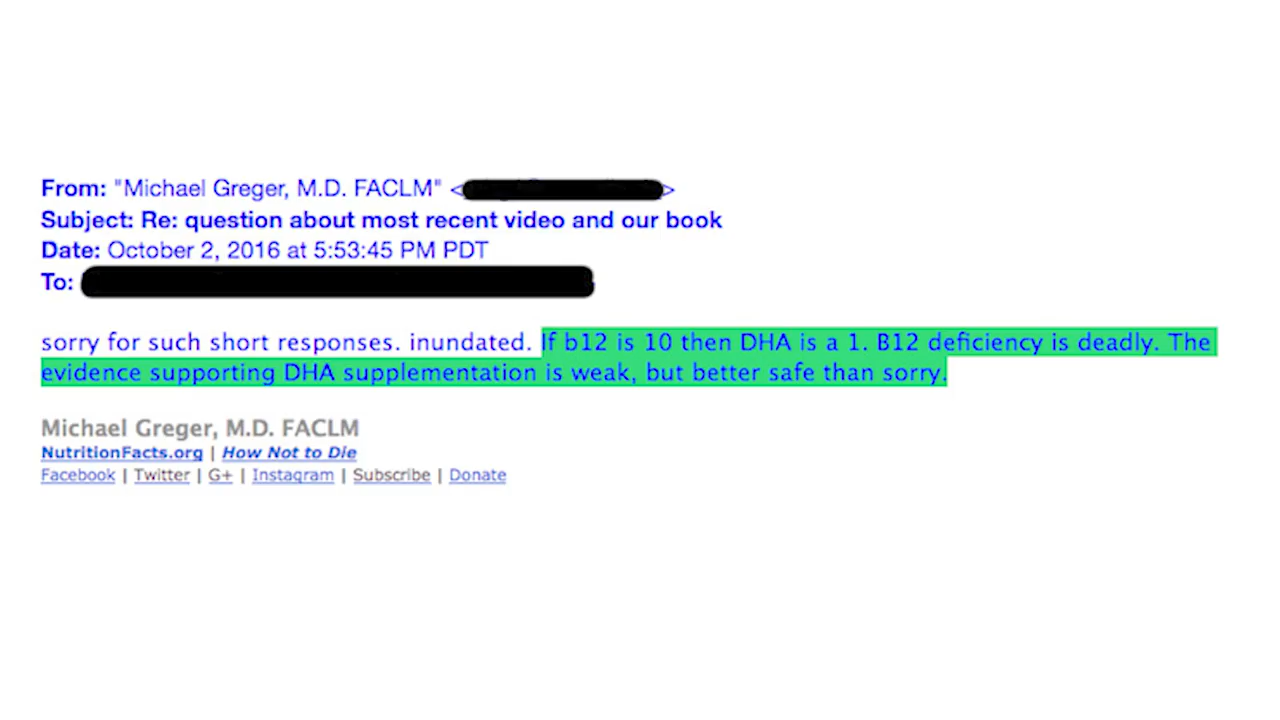 From: "Michael Greger, M.D. FACLM" < >
Subject: Re: question about most recent video and our book
Date: October 2, 2016 at 5:53:45 PM PDT
To:
sorry for such short responses. inundated. If b12 is 10 then DHA is a 1. B12 deficiency is deadly. The
evidence supporting DHA supplementation is weak, but better safe than sorry.
Michael Greger, M.D. FACLM
NutritionFacts.org | How Not to Die
Facebook | Twitter | G+ | Instagram | Subscribe | Donate